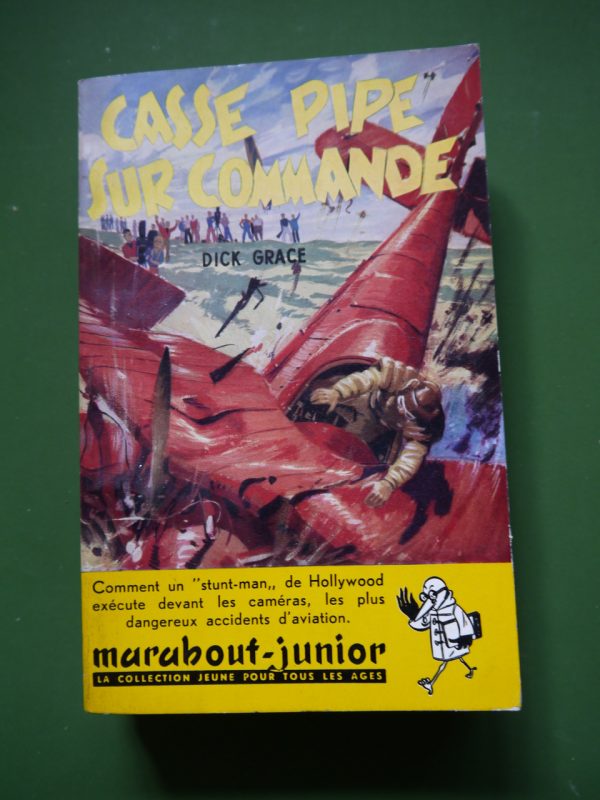 CASSE PIPE
SUR COMMANDE
DICK GRACE
Comment un "stunt-man„ de Hollywood
exécute devant les caméras, les plus
dangereux accidents d'aviation.
marabout-junior
LA COLLECTION JEUNE POUR TOUS LES AGES